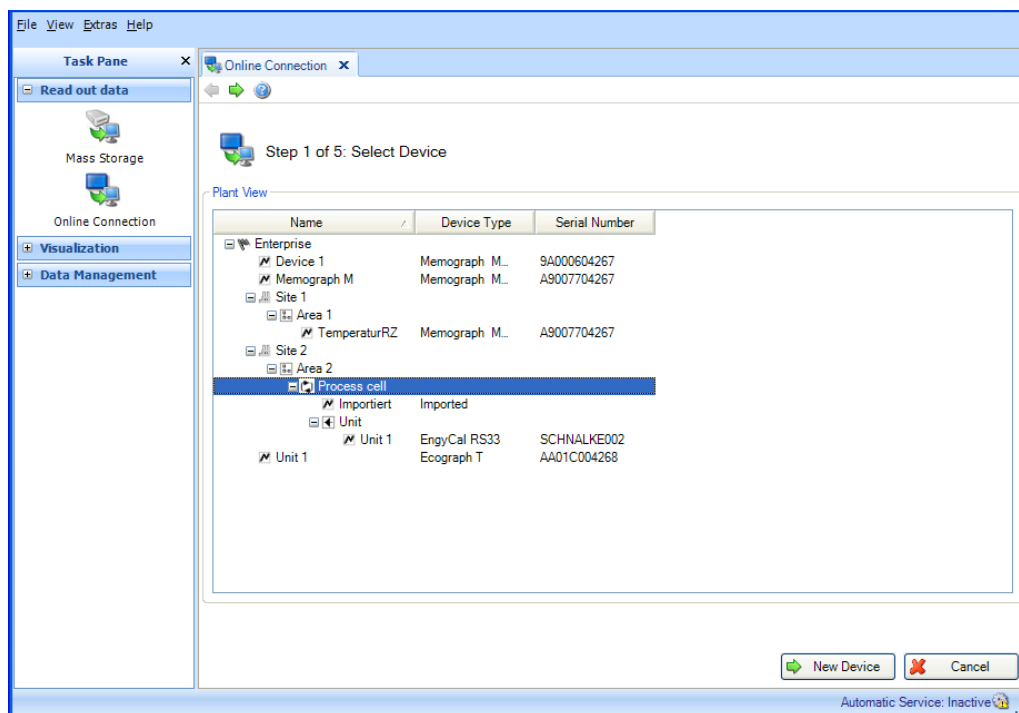 File View Extras Help
Task Pane
Online Connection
Read out data
Mass Storage
Online Connection
Visualization
Data Management
Step 1 of 5: Select Device
Plant View
Name Device Type Serial Number
Enterprise
Device 1 Memograph M... 9A000604267
Memograph M Memograph M... A9007704267
Site 1
Area 1
TemperaturRZ Memograph M... A9007704267
Site 2
Area 2
Process cell
Importiert Imported
Unit
Unit 1 EngyCal RS33 SCHNALKE002
Unit 1 Ecograph T AA01C004268
New Device Cancel
Automatic Service: Inactive